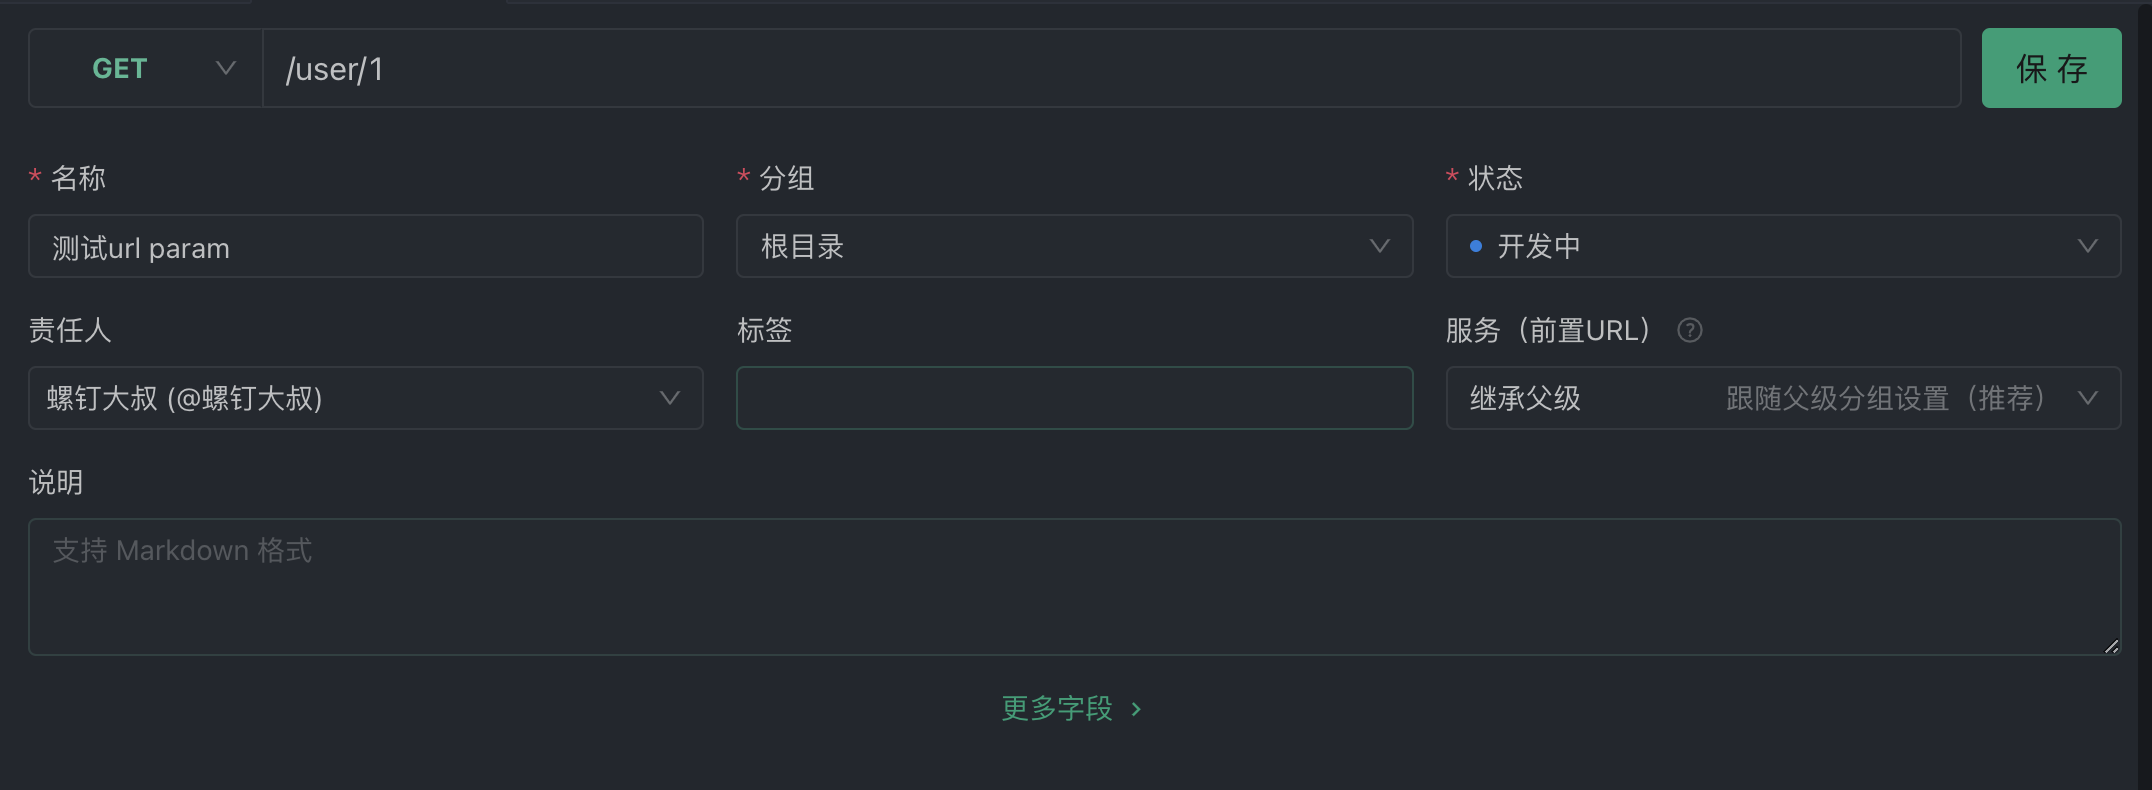 GET /user/1 保 存
* 名称 * 分组 * 状态
测试url param 根目录 开发中
责任人 标签 服务（前置URL） ?
螺钉大叔 (@螺钉大叔) 继承父级 跟随父级分组设置（推荐）
说明
支持 Markdown 格式
更多字段 >